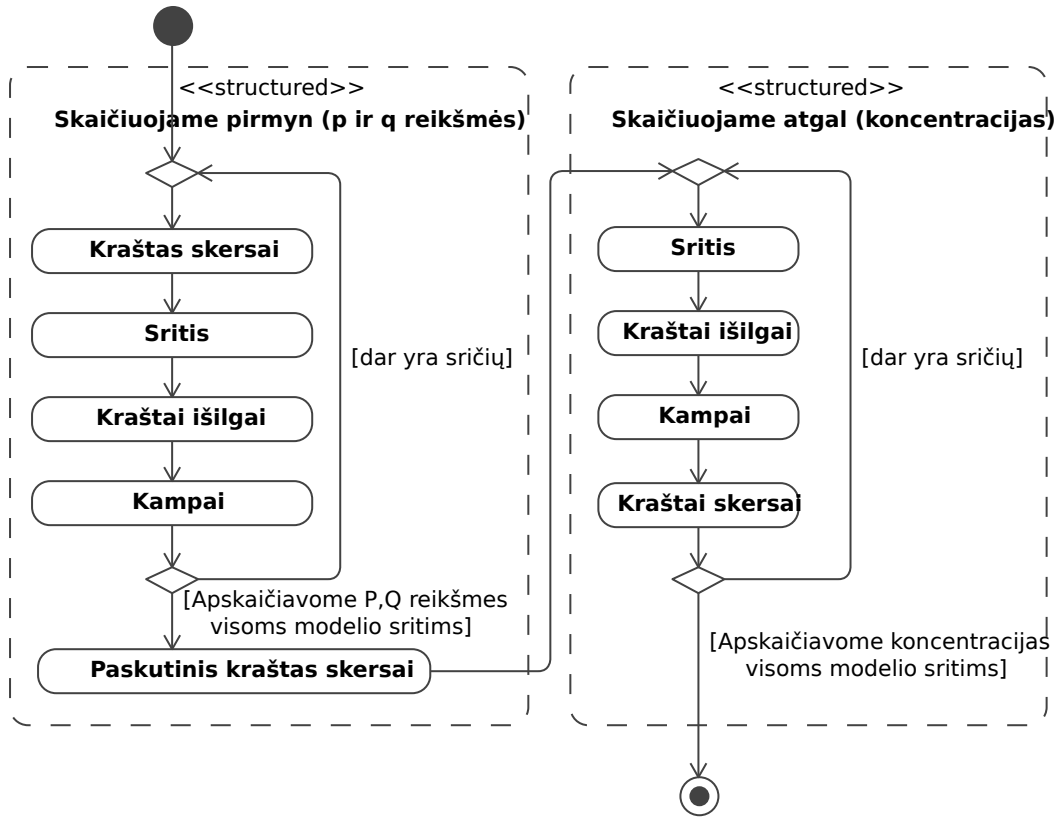 <<structured>>
Skaičiuojame pirmyn (p ir q reikšmės)
Kraštas skersai
Sritis
Kraštai išilgai
Kampai
[dar yra sričių]
[Apskaičiavome P,Q reikšmes
visoms modelio sritims]
Paskutinis kraštas skersai
<<structured>>
Skaičiuojame atgal (koncentracijas)
Sritis
Kraštai išilgai
Kampai
Kraštai skersai
[dar yra sričių]
[Apskaičiavome koncentracijas
visoms modelio sritims]